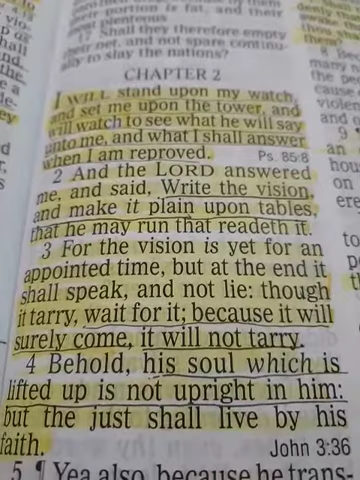 their portion is fat, and their
meat plenteous
17 Shall they therefore empty
their net, and not spare continu-
ally to slay the nations?
CHAPTER 2
I WILL stand upon my watch,
and set me upon the tower, and
will watch to see what he will say
unto me, and what I shall answer
when I am reproved. Ps. 85:8
2 And the LORD answered
me, and said, Write the vision,
and make it plain upon tables,
that he may run that readeth it.
3 For the vision is yet for an
appointed time, but at the end it
shall speak, and not lie: though
it tarry, wait for it; because it will
surely come, it will not tarry.
4 Behold, his soul which is
lifted up is not upright in him:
but the just shall live by his
faith. John 3:36
5 ¶ Yea also, because he trans-